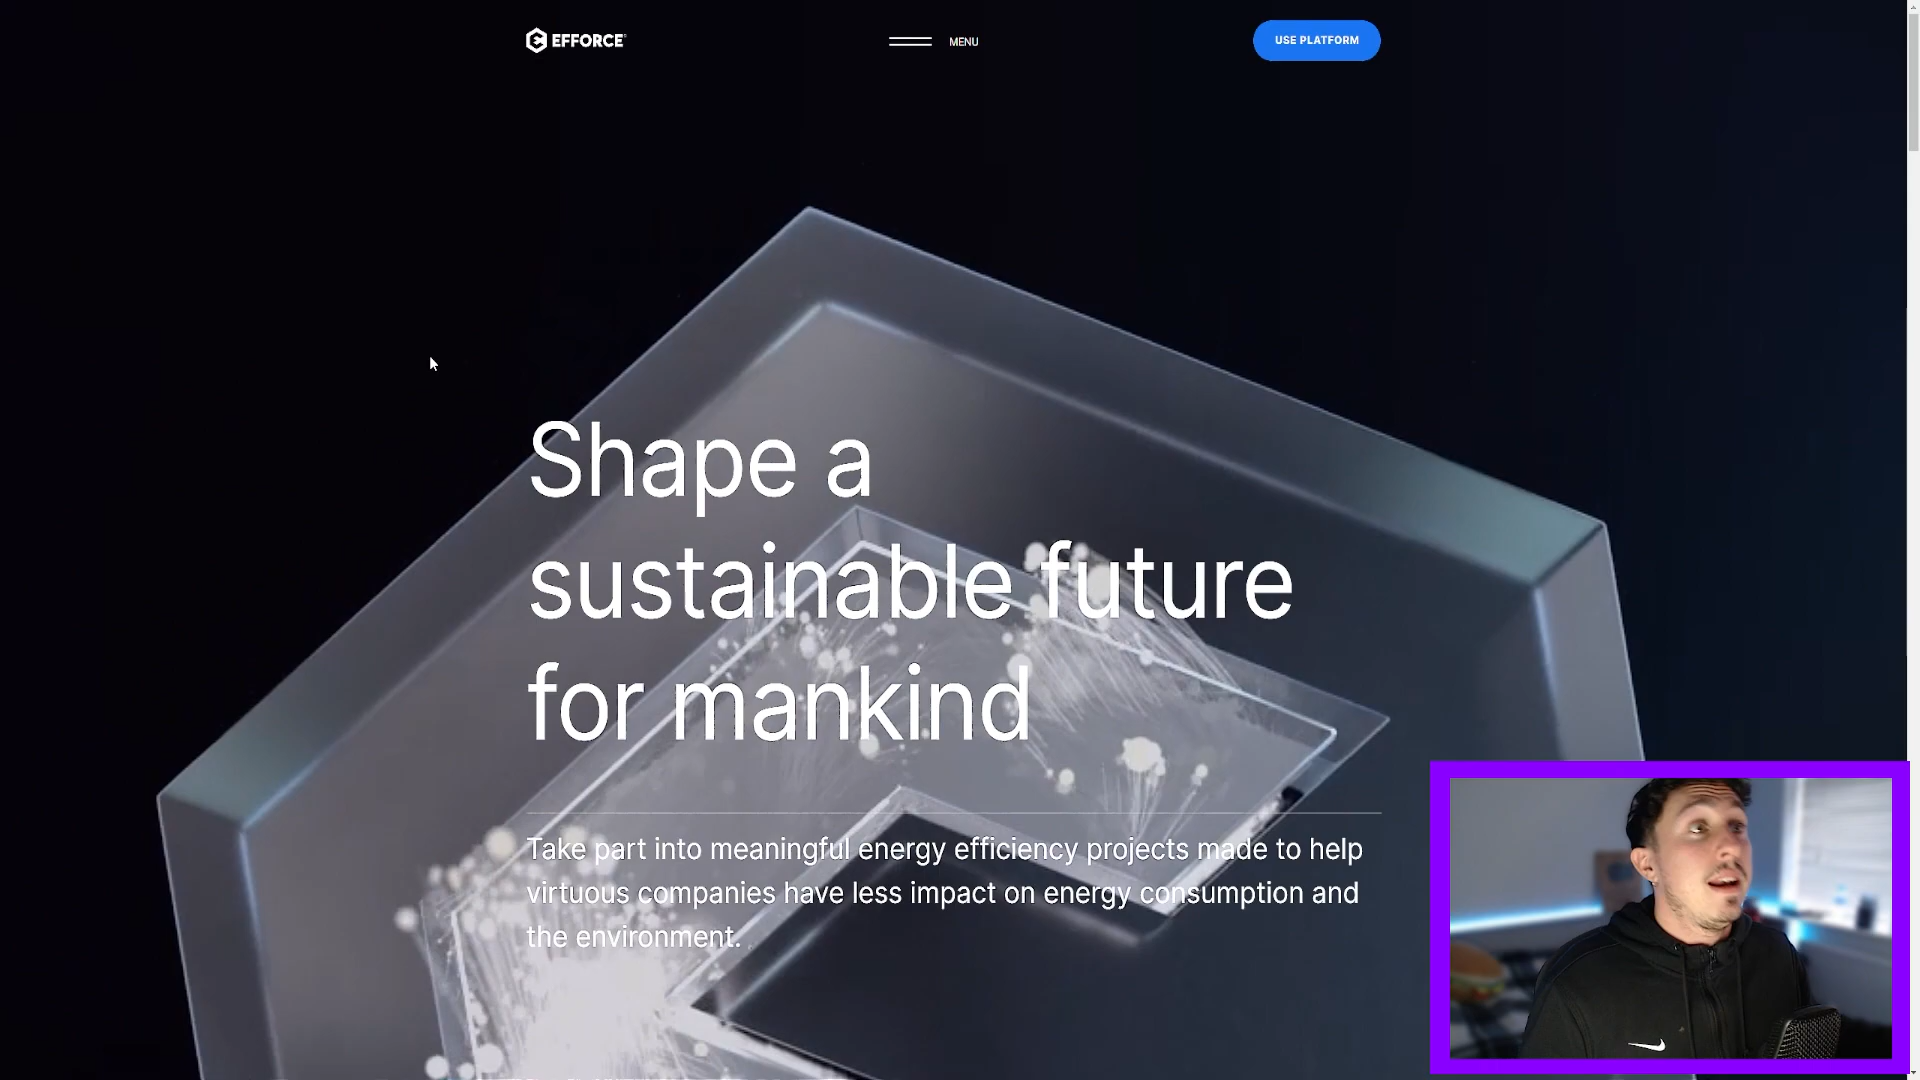 EFFORCE
MENU
USE PLATFORM
Shape a
sustainable future
for mankind
Take part into meaningful energy efficiency projects made to help
virtuous companies have less impact on energy consumption and
the environment.